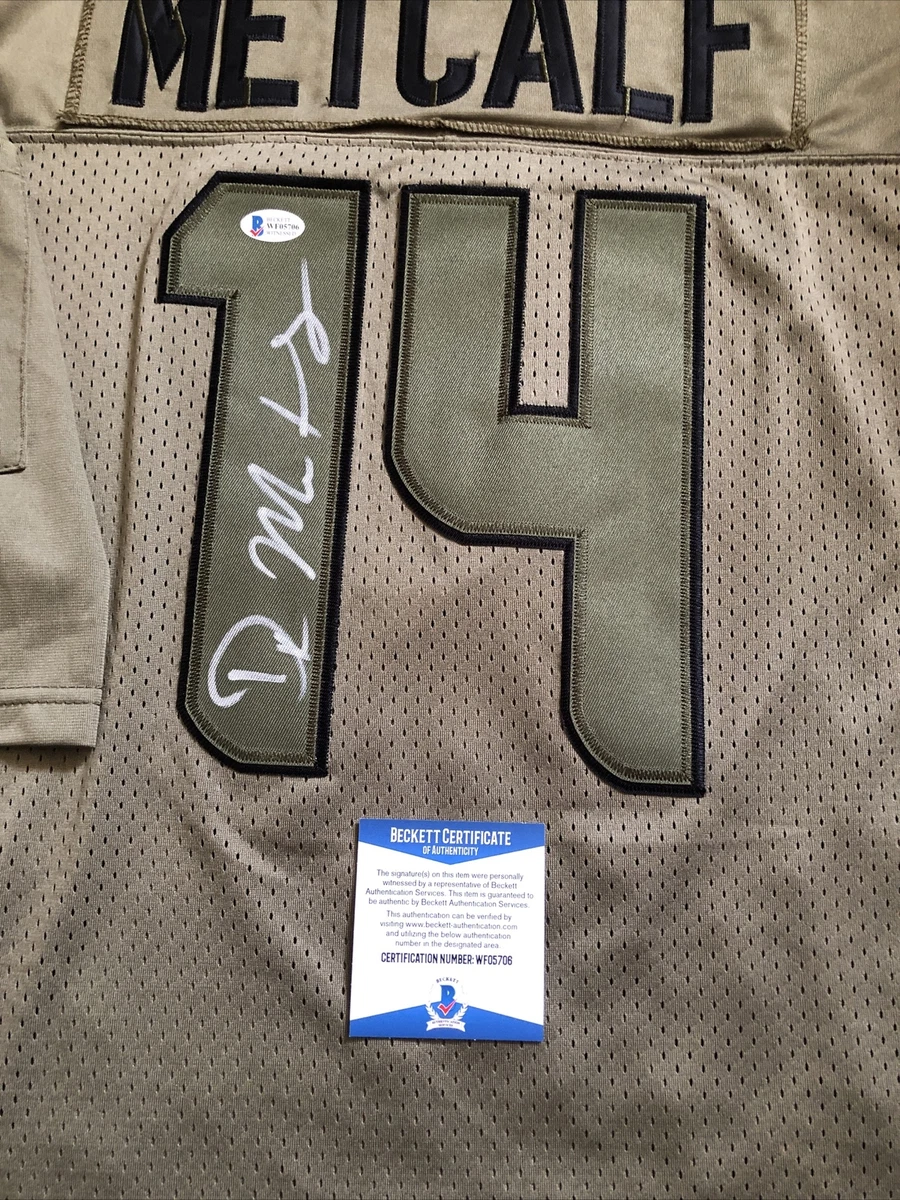 METCALF
BECKETT
WF05706
WITNESSED
14
BECKETT CERTIFICATE
OF AUTHENTICITY
The signature(s) on this item were personally
witnessed by a representative of Beckett
Authentication Services. This item is guaranteed to
be authentic by Beckett Authentication Services.
This authentication can be verified by
visiting www.beckett-authentication.com
and utilizing the below authentication
number in the designated area.
CERTIFICATION NUMBER: WF05706
BECKETT
B